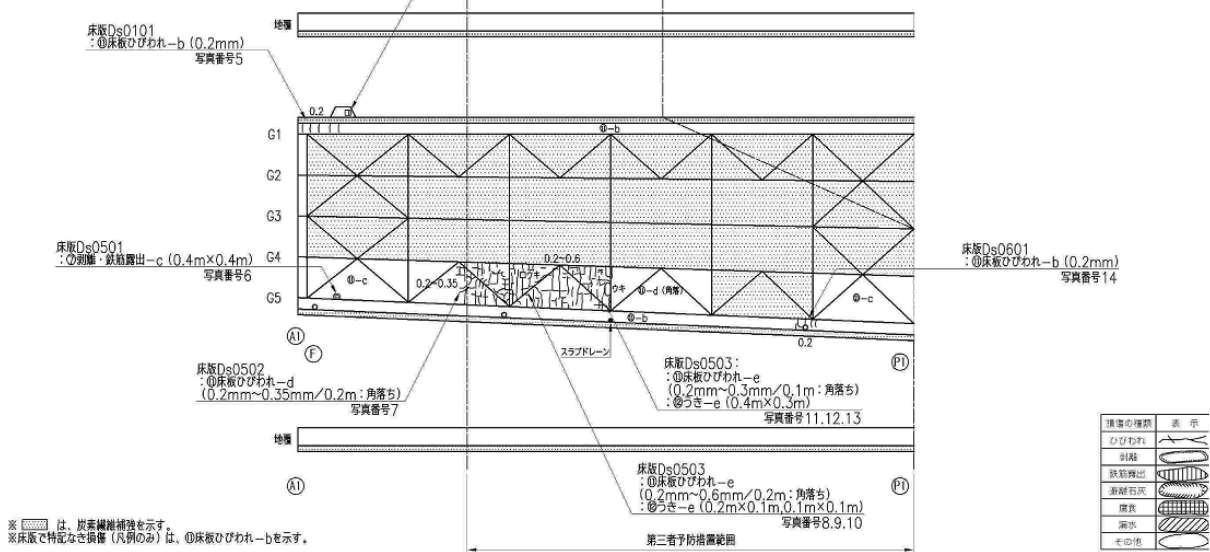 地覆
床版Ds0101
:⑪床板ひびわれ-b (0.2mm)
写真番号5
0.2
G1
⑪-b
G2
G3
床版Ds0501
:⑦剥離・鉄筋露出-c (0.4m×0.4m)
写真番号6
G4
0.2~0.6
床版Ds0601
:⑪床板ひびわれ-b (0.2mm)
写真番号14
⑪-c
0.2~0.35
ウキ
ウキ
⑪-d (角落)
⑪-c
G5
⑪-b
0.2
A1
F
スラブドレーン
P1
床版Ds0502
:⑪床板ひびわれ-d
(0.2mm~0.35mm/0.2m:角落ち)
写真番号7
床版Ds0503:
:⑪床板ひびわれ-e
(0.2mm~0.3mm/0.1m:角落ち)
:⑫うき-e (0.4m×0.3m)
写真番号11.12.13
地覆
A1
P1
床版Ds0503
:⑪床板ひびわれ-e
(0.2mm~0.6mm/0.2m:角落ち)
:⑫うき-e (0.2m×0.1m,0.1m×0.1m)
写真番号8.9.10
第三者予防措置範囲
※ は、炭素繊維補強を示す。
※床版で特記なき損傷(凡例のみ)は、⑪床板ひびわれ-bを示す。
損傷の種類 表 示
ひびわれ
剥離
鉄筋露出
遊離石灰
腐食
漏水
その他